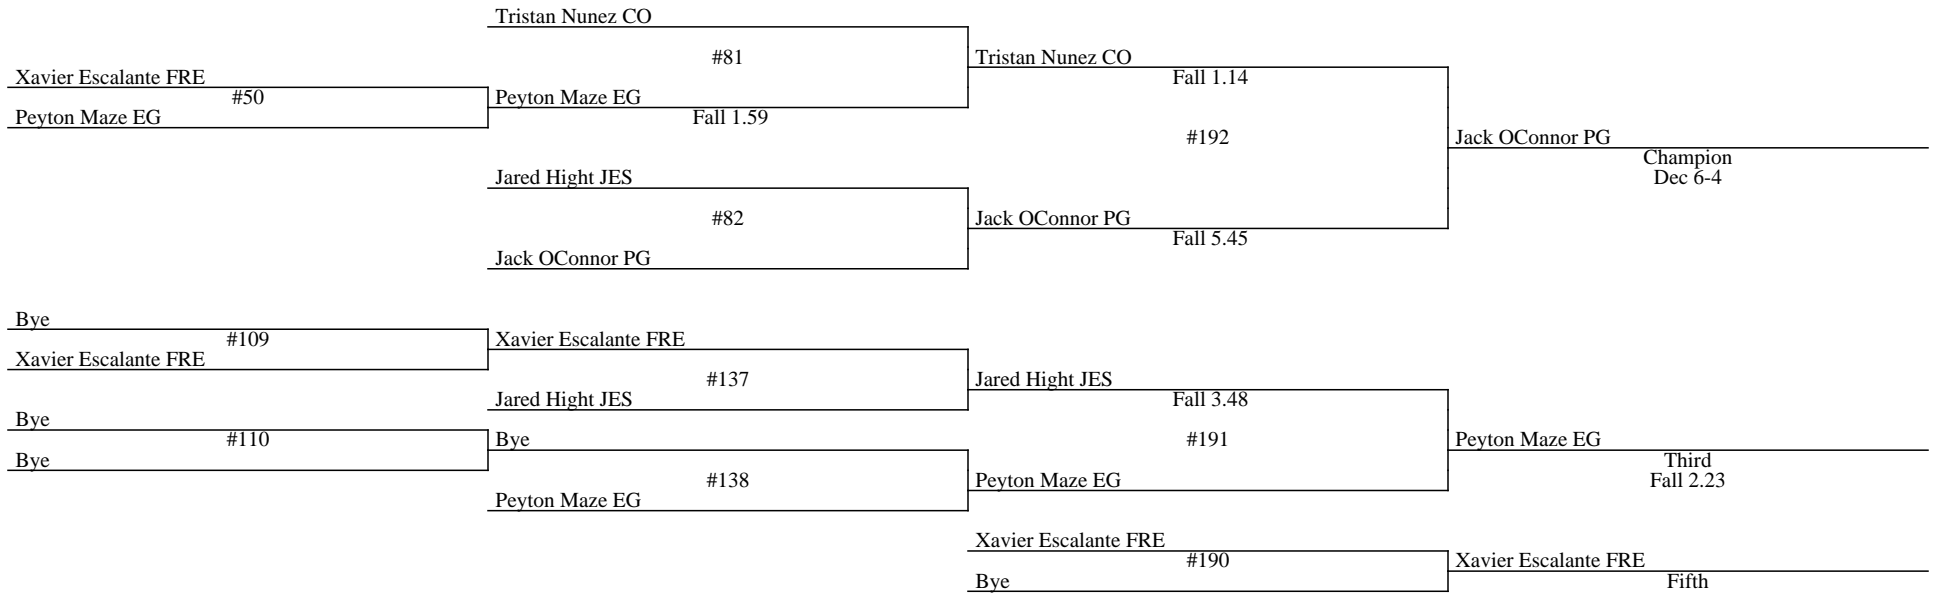 Tristan Nunez CO
#81
Tristan Nunez CO
Xavier Escalante FRE
Fall 1.14
#50
Peyton Maze EG
Peyton Maze EG
Fall 1.59
#192
Jack OConnor PG
Champion
Dec 6-4
Jared Hight JES
#82
Jack OConnor PG
Fall 5.45
Jack OConnor PG
Bye
#109
Xavier Escalante FRE
Xavier Escalante FRE
#137
Jared Hight JES
Jared Hight JES
Fall 3.48
Bye
#110
Bye
Bye
#191
Peyton Maze EG
Third
Fall 2.23
#138
Peyton Maze EG
Peyton Maze EG
Xavier Escalante FRE
#190
Xavier Escalante FRE
Bye
Fifth